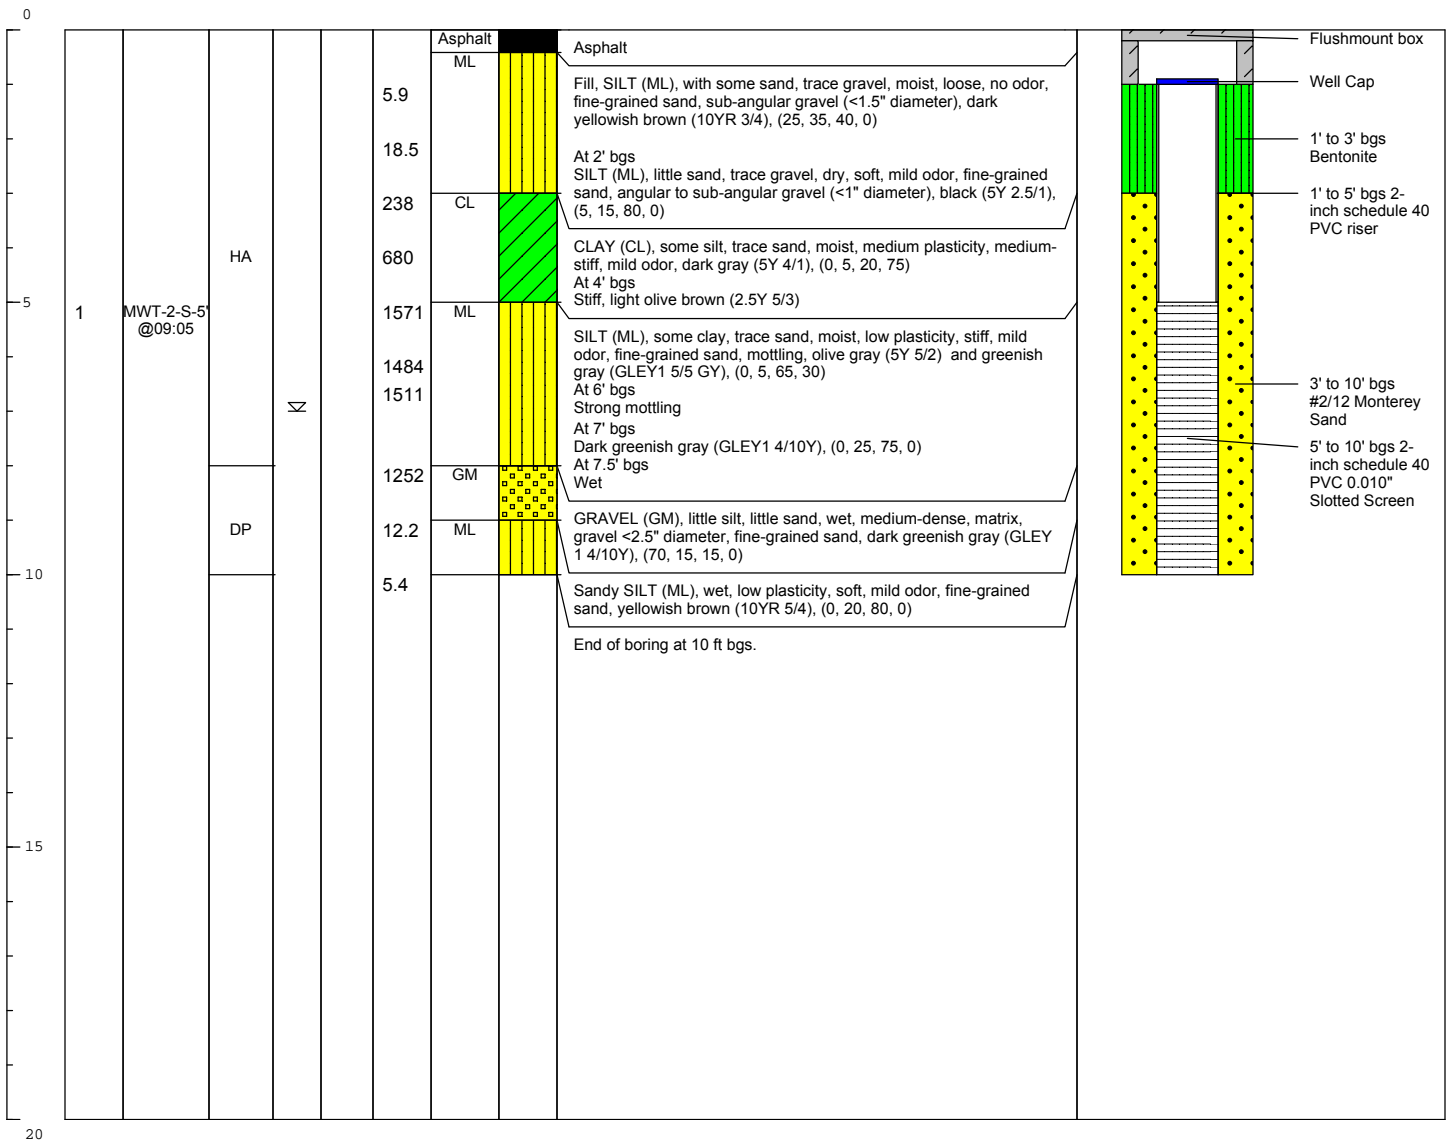 0
5
10
15
20
1
MWT-2-S-5'
@09:05
HA
DP
5.9
18.5
238
680
1571
1484
1511
1252
12.2
5.4
Asphalt
ML
CL
ML
GM
ML
Asphalt
Fill, SILT (ML), with some sand, trace gravel, moist, loose, no odor,
fine-grained sand, sub-angular gravel (<1.5" diameter), dark
yellowish brown (10YR 3/4), (25, 35, 40, 0)
At 2' bgs
SILT (ML), little sand, trace gravel, dry, soft, mild odor, fine-grained
sand, angular to sub-angular gravel (<1" diameter), black (5Y 2.5/1),
(5, 15, 80, 0)
CLAY (CL), some silt, trace sand, moist, medium plasticity, medium-
stiff, mild odor, dark gray (5Y 4/1), (0, 5, 20, 75)
At 4' bgs
Stiff, light olive brown (2.5Y 5/3)
SILT (ML), some clay, trace sand, moist, low plasticity, stiff, mild
odor, fine-grained sand, mottling, olive gray (5Y 5/2) and greenish
gray (GLEY1 5/5 GY), (0, 5, 65, 30)
At 6' bgs
Strong mottling
At 7' bgs
Dark greenish gray (GLEY1 4/10Y), (0, 25, 75, 0)
At 7.5' bgs
Wet
GRAVEL (GM), little silt, little sand, wet, medium-dense, matrix,
gravel <2.5" diameter, fine-grained sand, dark greenish gray (GLEY
1 4/10Y), (70, 15, 15, 0)
Sandy SILT (ML), wet, low plasticity, soft, mild odor, fine-grained
sand, yellowish brown (10YR 5/4), (0, 20, 80, 0)
End of boring at 10 ft bgs.
Flushmount box
Well Cap
1' to 3' bgs
Bentonite
1' to 5' bgs 2-
inch schedule 40
PVC riser
3' to 10' bgs
#2/12 Monterey
Sand
5' to 10' bgs 2-
inch schedule 40
PVC 0.010"
Slotted Screen